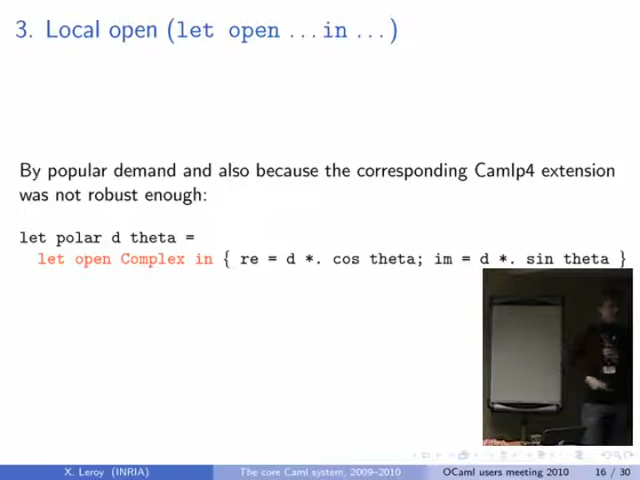 3. Local open (let open ...in ...)
By popular demand and also because the corresponding Camlp4 extension
was not robust enough:
let polar d theta =
let open Complex in { re = d *. cos theta; im = d *. sin theta }
X. Leroy (INRIA) The core Caml system, 2009–2010 OCaml users meeting 2010 16 / 30